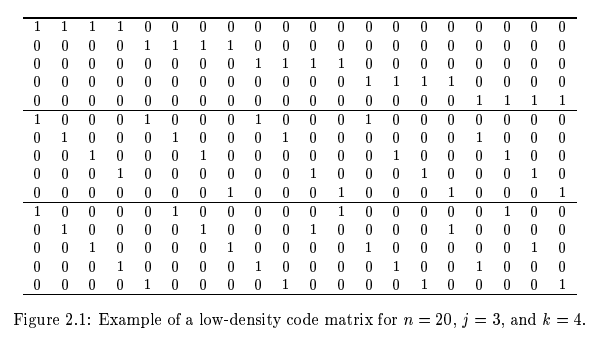 1 1 1 1 0 0 0 0 0 0 0 0 0 0 0 0 0 0 0 0
0 0 0 0 1 1 1 1 0 0 0 0 0 0 0 0 0 0 0 0
0 0 0 0 0 0 0 0 1 1 1 1 0 0 0 0 0 0 0 0
0 0 0 0 0 0 0 0 0 0 0 0 1 1 1 1 0 0 0 0
0 0 0 0 0 0 0 0 0 0 0 0 0 0 0 0 1 1 1 1
1 0 0 0 1 0 0 0 1 0 0 0 1 0 0 0 0 0 0 0
0 1 0 0 0 1 0 0 0 1 0 0 0 0 0 0 1 0 0 0
0 0 1 0 0 0 1 0 0 0 0 0 0 1 0 0 0 1 0 0
0 0 0 1 0 0 0 0 0 0 1 0 0 0 1 0 0 0 1 0
0 0 0 0 0 0 0 1 0 0 0 1 0 0 0 1 0 0 0 1
1 0 0 0 0 1 0 0 0 0 0 1 0 0 0 0 0 1 0 0
0 1 0 0 0 0 1 0 0 0 1 0 0 0 0 1 0 0 0 0
0 0 1 0 0 0 0 1 0 0 0 0 1 0 0 0 0 0 1 0
0 0 0 1 0 0 0 0 1 0 0 0 0 1 0 0 1 0 0 0
0 0 0 0 1 0 0 0 0 1 0 0 0 0 1 0 0 0 0 1
Figure 2.1: Example of a low-density code matrix for n = 20, j = 3, and k = 4.